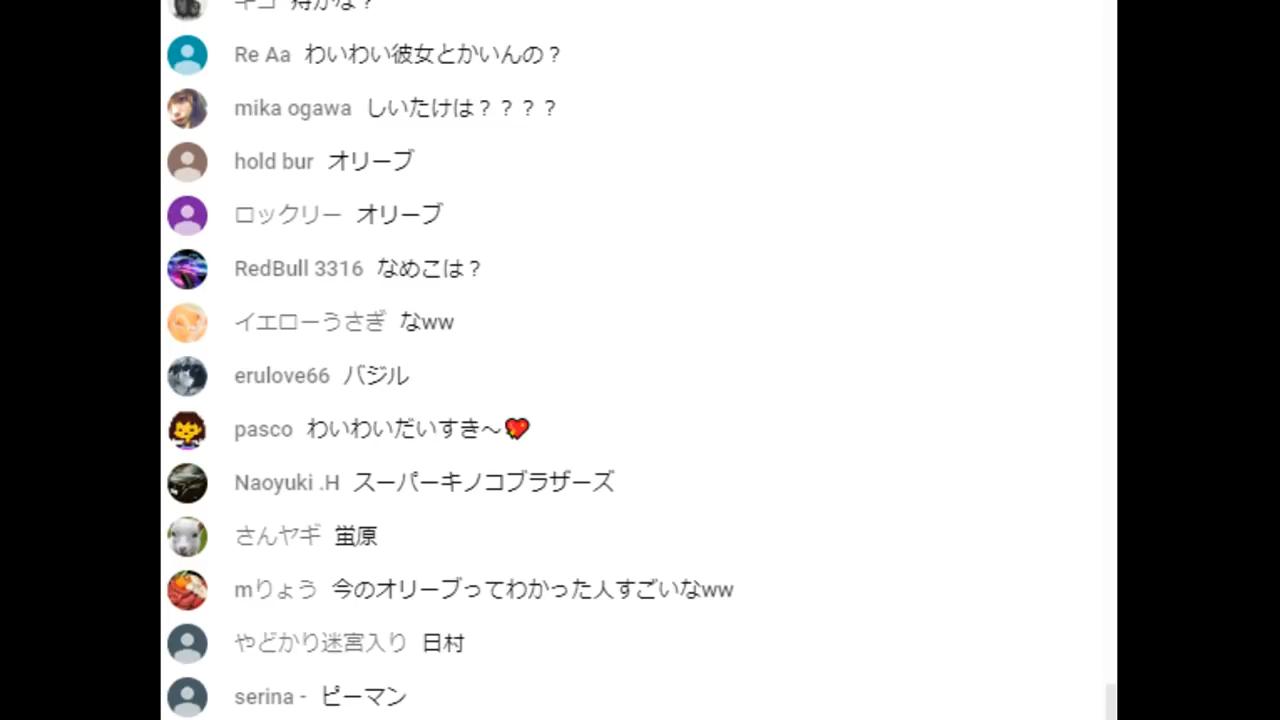 キコ 痔かな？
Re Aa わいわい彼女とかいんの？
mika ogawa しいたけは？？？？
hold bur オリーブ
ロックリー オリーブ
RedBull 3316 なめこは？
イエローうさぎ なww
erulove66 バジル
pasco わいわいだいすき～💖
Naoyuki .H スーパーキノコブラザーズ
さんヤギ 蛍原
mりょう 今のオリーブってわかった人すごいなww
やどかり迷宮入り 日村
serina - ピーマン